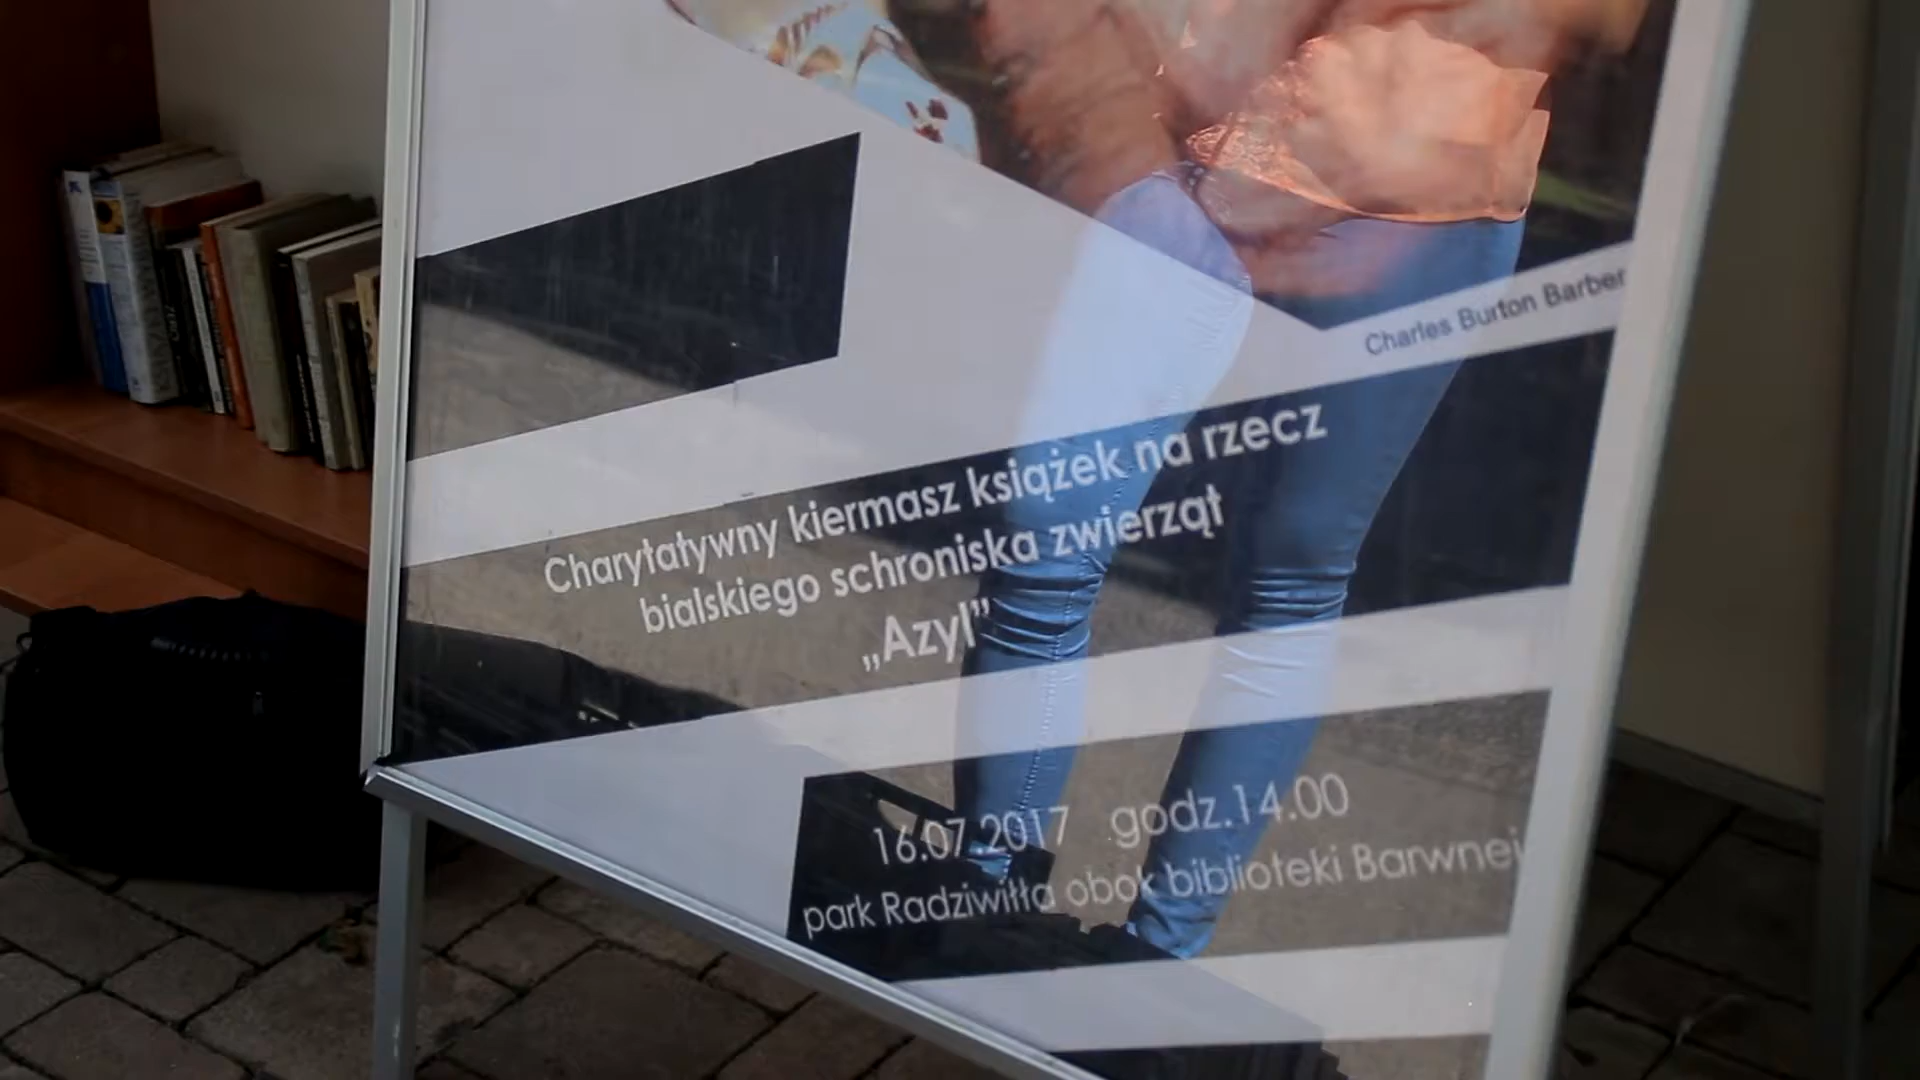 Charles Burton Barber
Charytatywny kiermasz książek na rzecz
bialskiego schroniska zwierząt
„Azyl”
16.07.2017 godz.14.00
park Radziwiłła obok biblioteki Barwnej